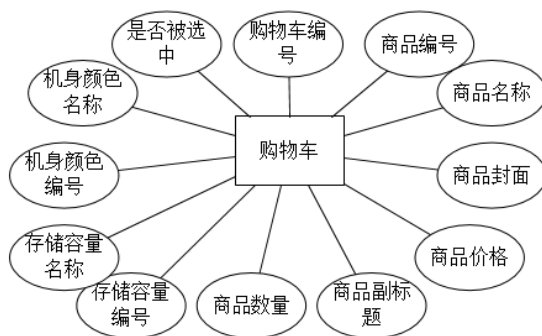 是否被选
中
购物车编
号
商品编号
机身颜色
名称
商品名称
购物车
机身颜色
编号
商品封面
存储容量
名称
商品价格
存储容量
编号
商品数量
商品副标
题